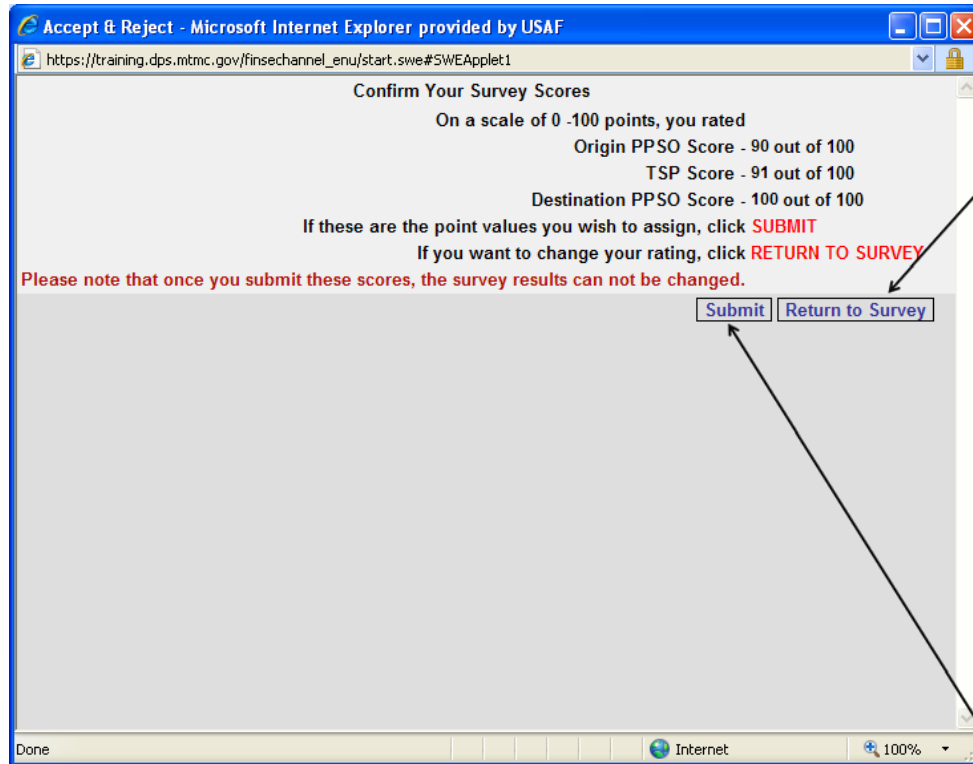 Accept & Reject - Microsoft Internet Explorer provided by USAF
https://training.dps.mtmc.gov/finsechannel_enu/start.swe#SWEApplet1
Confirm Your Survey Scores
On a scale of 0 -100 points, you rated
Origin PPSO Score - 90 out of 100
TSP Score - 91 out of 100
Destination PPSO Score - 100 out of 100
If these are the point values you wish to assign, click SUBMIT
If you want to change your rating, click RETURN TO SURVEY
Please note that once you submit these scores, the survey results can not be changed.
Submit Return to Survey
Done Internet 100%